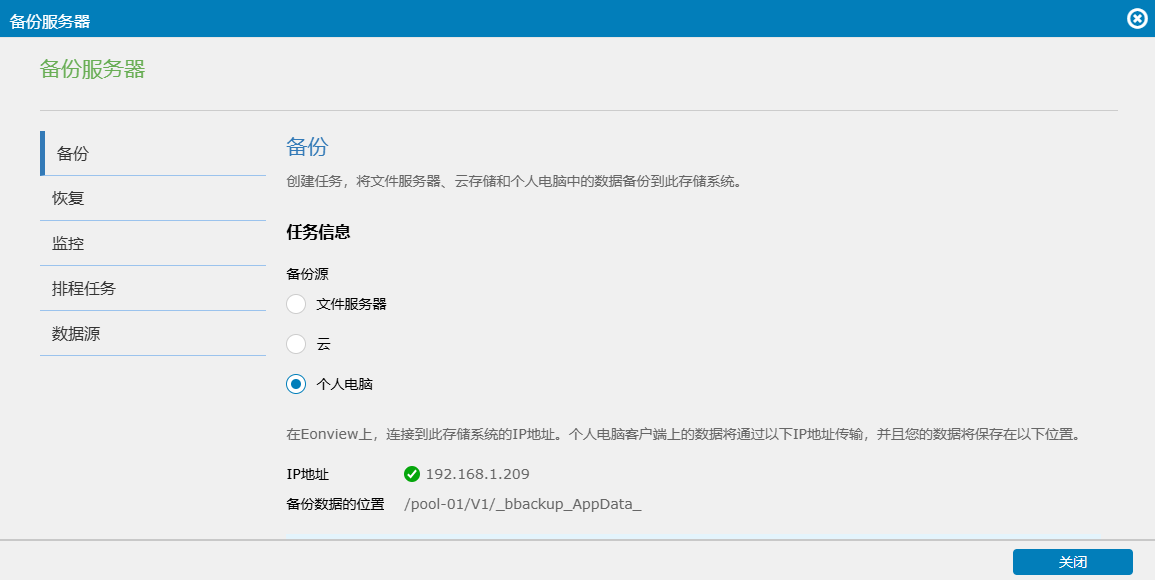 备份服务器
备份服务器
备份
恢复
监控
排程任务
数据源
备份
创建任务，将文件服务器、云存储和个人电脑中的数据备份到此存储系统。
任务信息
备份源
文件服务器
云
个人电脑
在Eonview上，连接到此存储系统的IP地址。个人电脑客户端上的数据将通过以下IP地址传输，并且您的数据将保存在以下位置。
IP地址 192.168.1.209
备份数据的位置 /pool-01/V1/_bbackup_AppData_
关闭